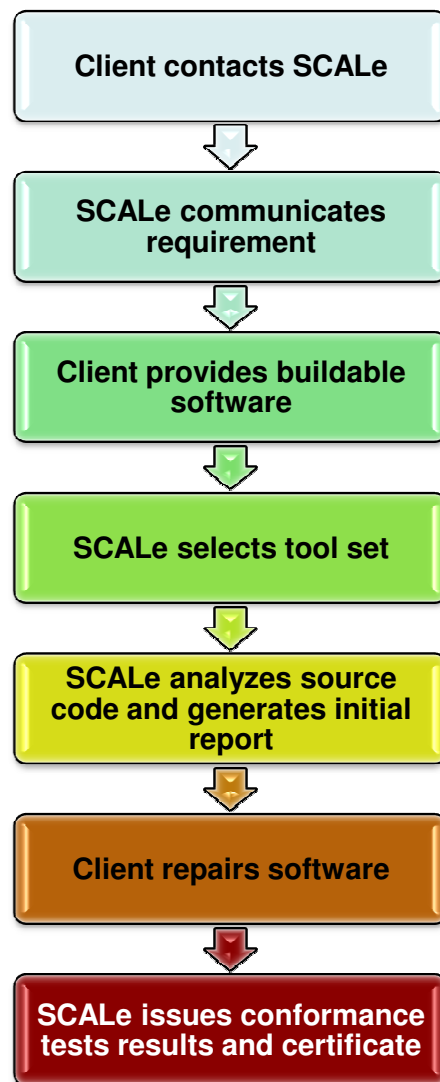 Client contacts SCALe
SCALe communicates
requirement
Client provides buildable
software
SCALe selects tool set
SCALe analyzes source
code and generates initial
report
Client repairs software
SCALe issues conformance
tests results and certificate